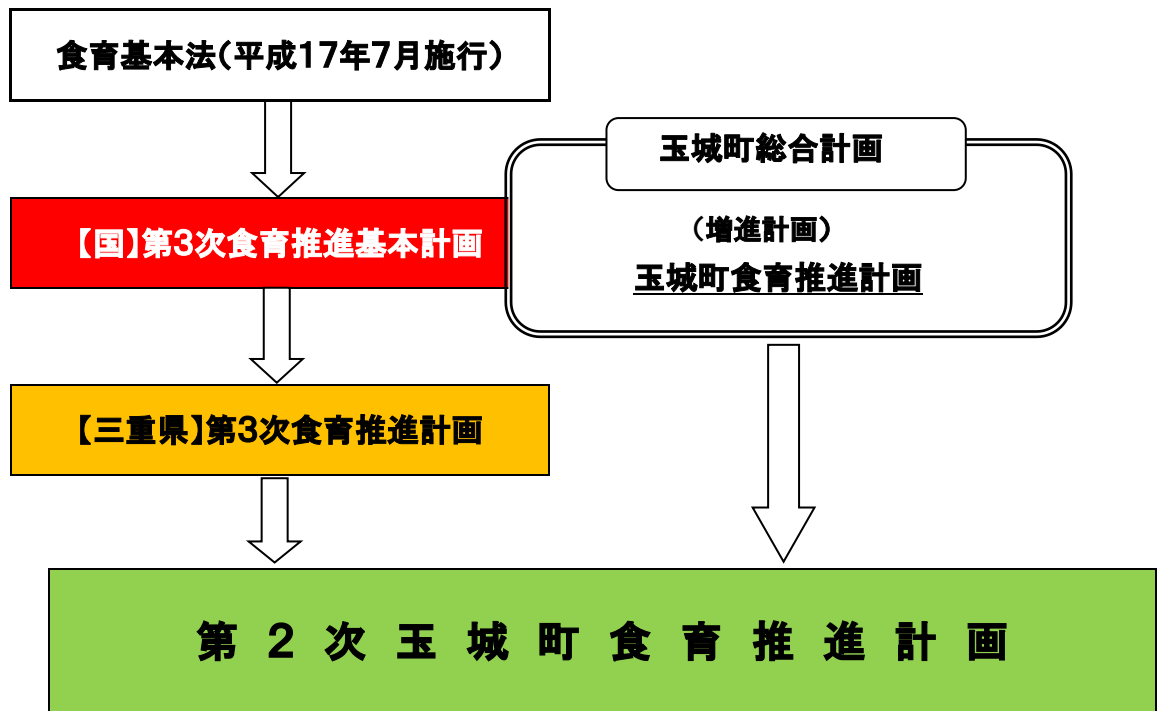 食育基本法(平成17年7月施行)
玉城町総合計画
(増進計画)
玉城町食育推進計画
【国】第3次食育推進基本計画
【三重県】第3次食育推進計画
第2次玉城町食育推進計画